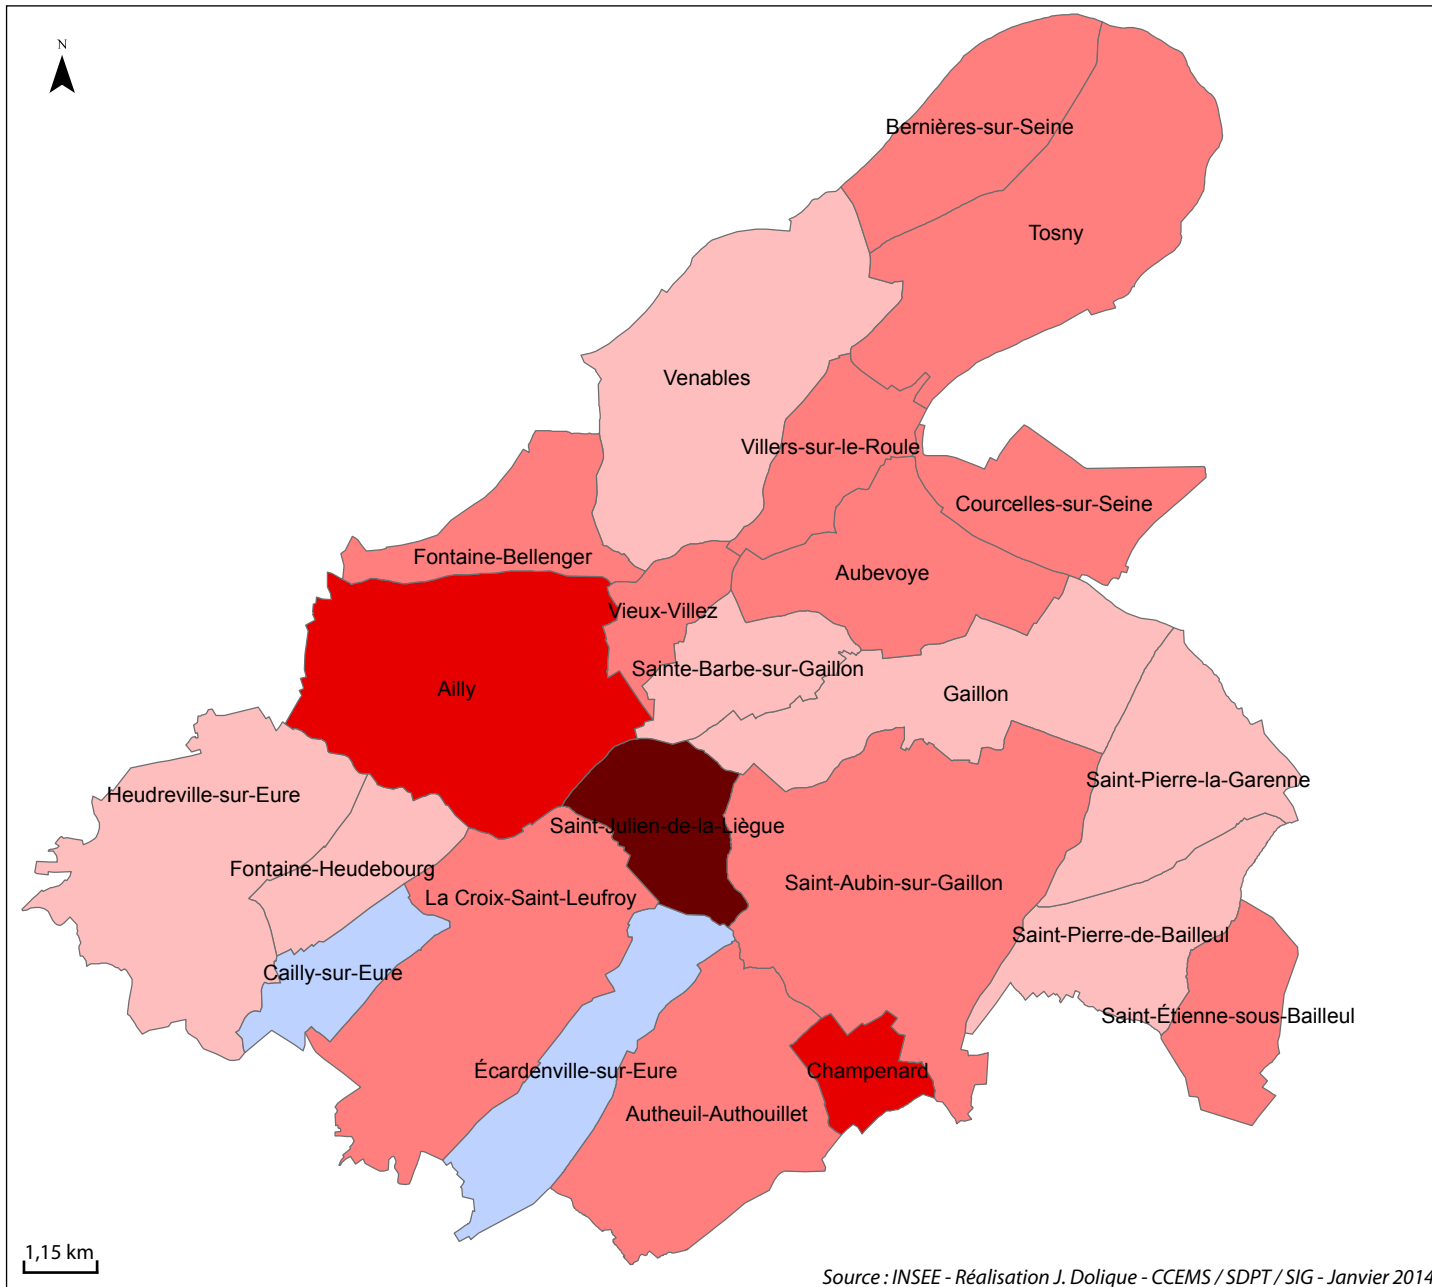 N
Bernières-sur-Seine
Tosny
Venables
Villers-sur-le-Roule
Courcelles-sur-Seine
Fontaine-Bellenger
Aubevoye
Vieux-Villez
Sainte-Barbe-sur-Gaillon
Ailly
Gaillon
Saint-Pierre-la-Garenne
Heudreville-sur-Eure
Saint-Julien-de-la-Liègue
Fontaine-Heudebourg
Saint-Aubin-sur-Gaillon
La Croix-Saint-Leufroy
Saint-Pierre-de-Bailleul
Cailly-sur-Eure
Saint-Étienne-sous-Bailleul
Écardenville-sur-Eure
Champenard
Autheuil-Authouillet
1,15 km
Source : INSEE - Réalisation J. Dolique - CCEMS / SDPT / SIG - Janvier 2014